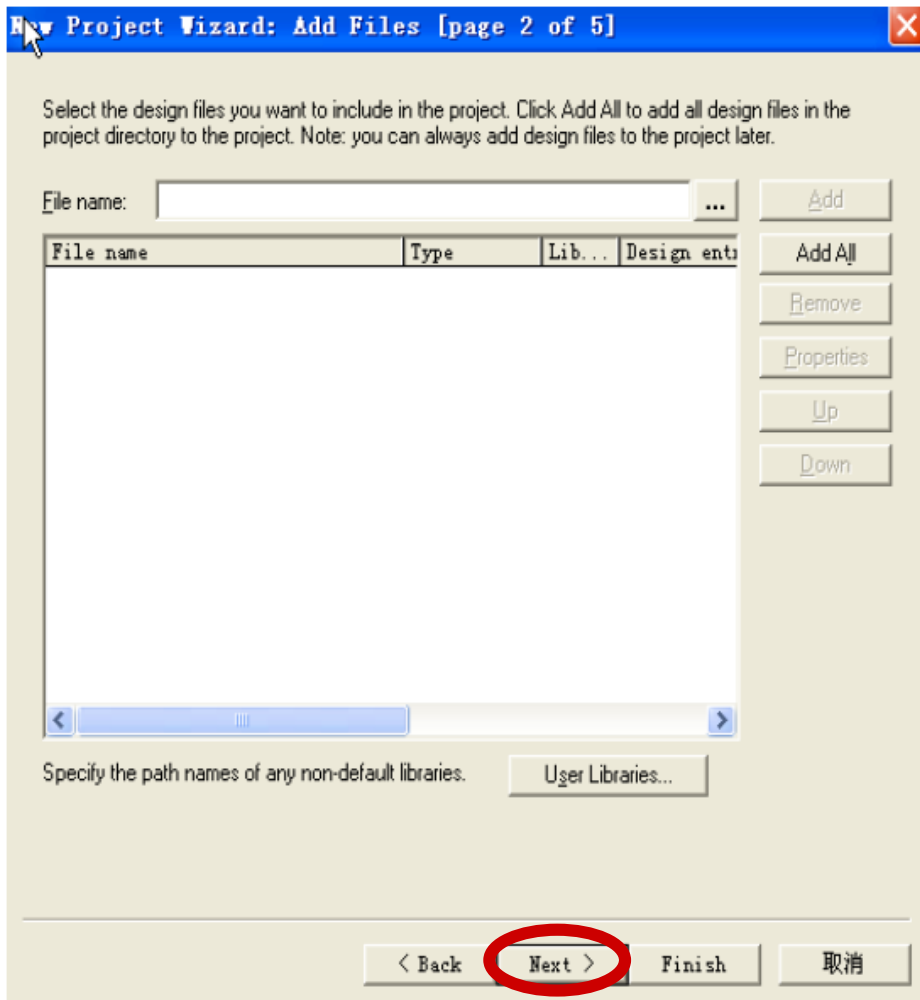 New Project Wizard: Add Files [page 2 of 5]
Select the design files you want to include in the project. Click Add All to add all design files in the
project directory to the project. Note: you can always add design files to the project later.
File name:
...
Add
File name
Type
Lib...
Design entr
Add All
Remove
Properties
Up
Down
Specify the path names of any non-default libraries.
User Libraries...
< Back
Next >
Finish
取消